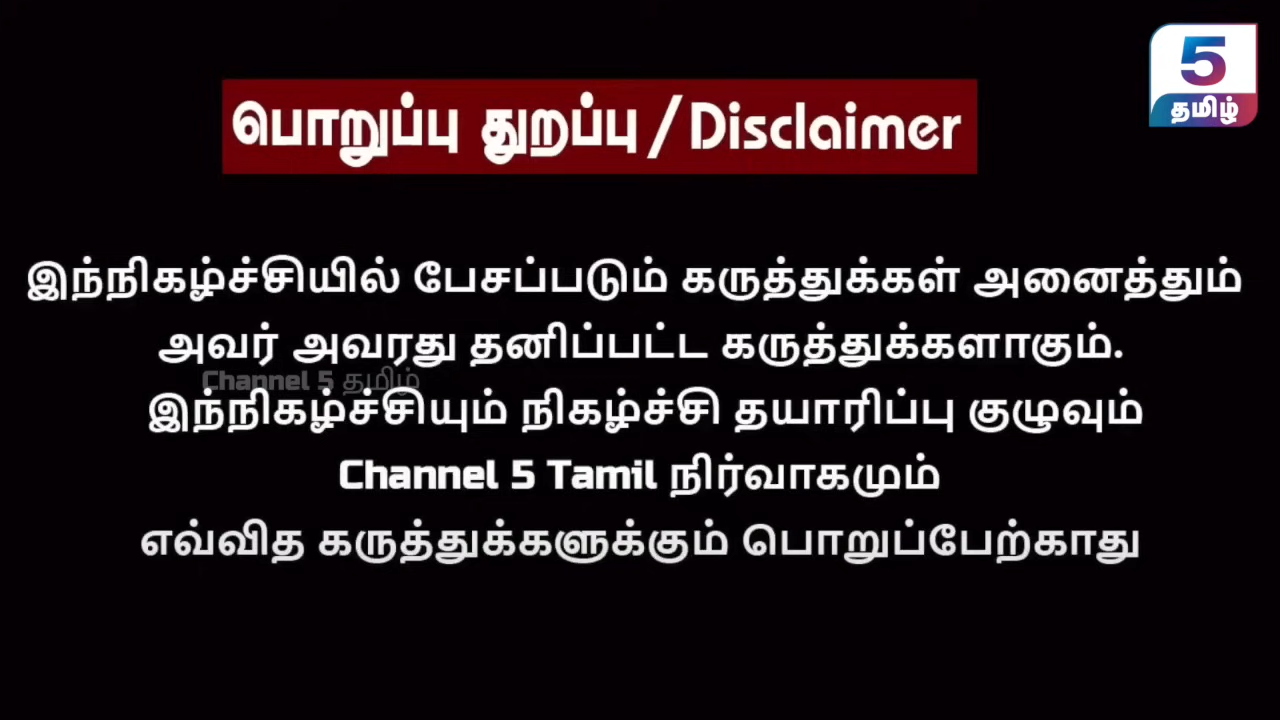 5
தமிழ்
பொறுப்பு துறப்பு / Disclaimer
இந்நிகழ்ச்சியில் பேசப்படும் கருத்துக்கள் அனைத்தும்
அவர் அவரது தனிப்பட்ட கருத்துக்களாகும்.
Channel 5 தமிழ்
இந்நிகழ்ச்சியும் நிகழ்ச்சி தயாரிப்பு குழுவும்
Channel 5 Tamil நிர்வாகமும்
எவ்வித கருத்துக்களுக்கும் பொறுப்பேற்காது